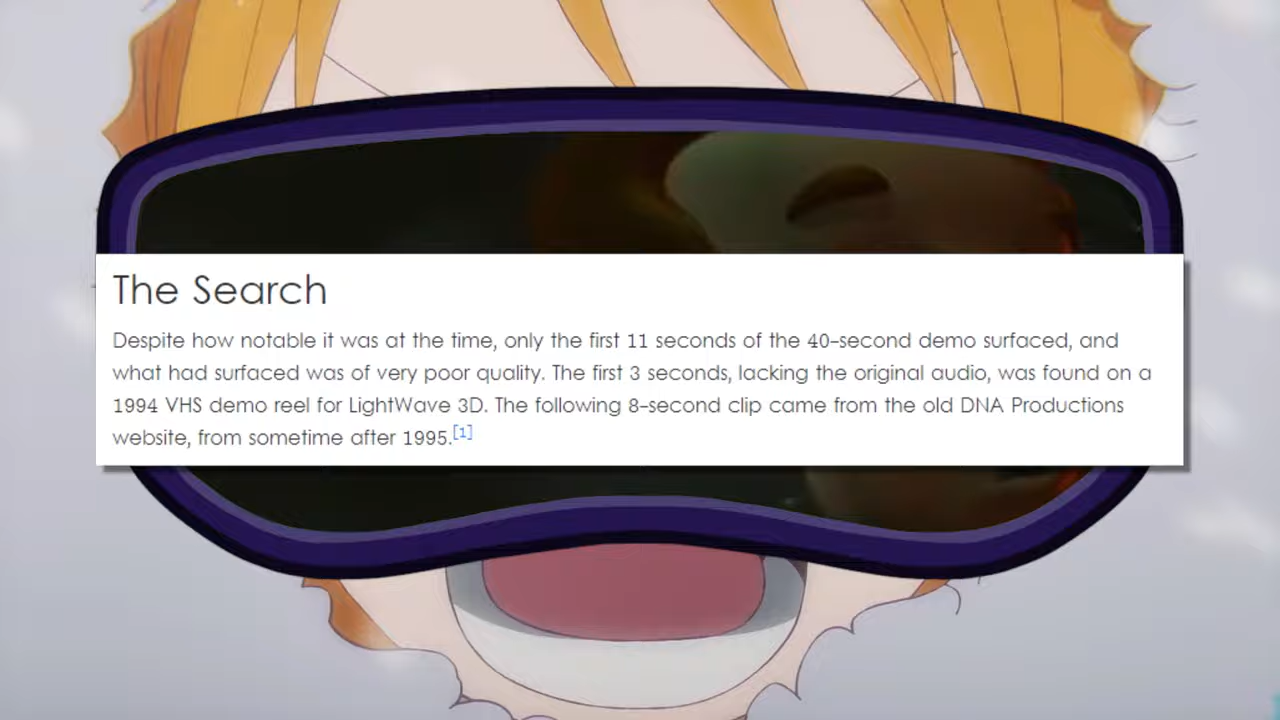 The Search
Despite how notable it was at the time, only the first 11 seconds of the 40-second demo surfaced, and
what had surfaced was of very poor quality. The first 3 seconds, lacking the original audio, was found on a
1994 VHS demo reel for LightWave 3D. The following 8-second clip came from the old DNA Productions
website, from sometime after 1995.[1]